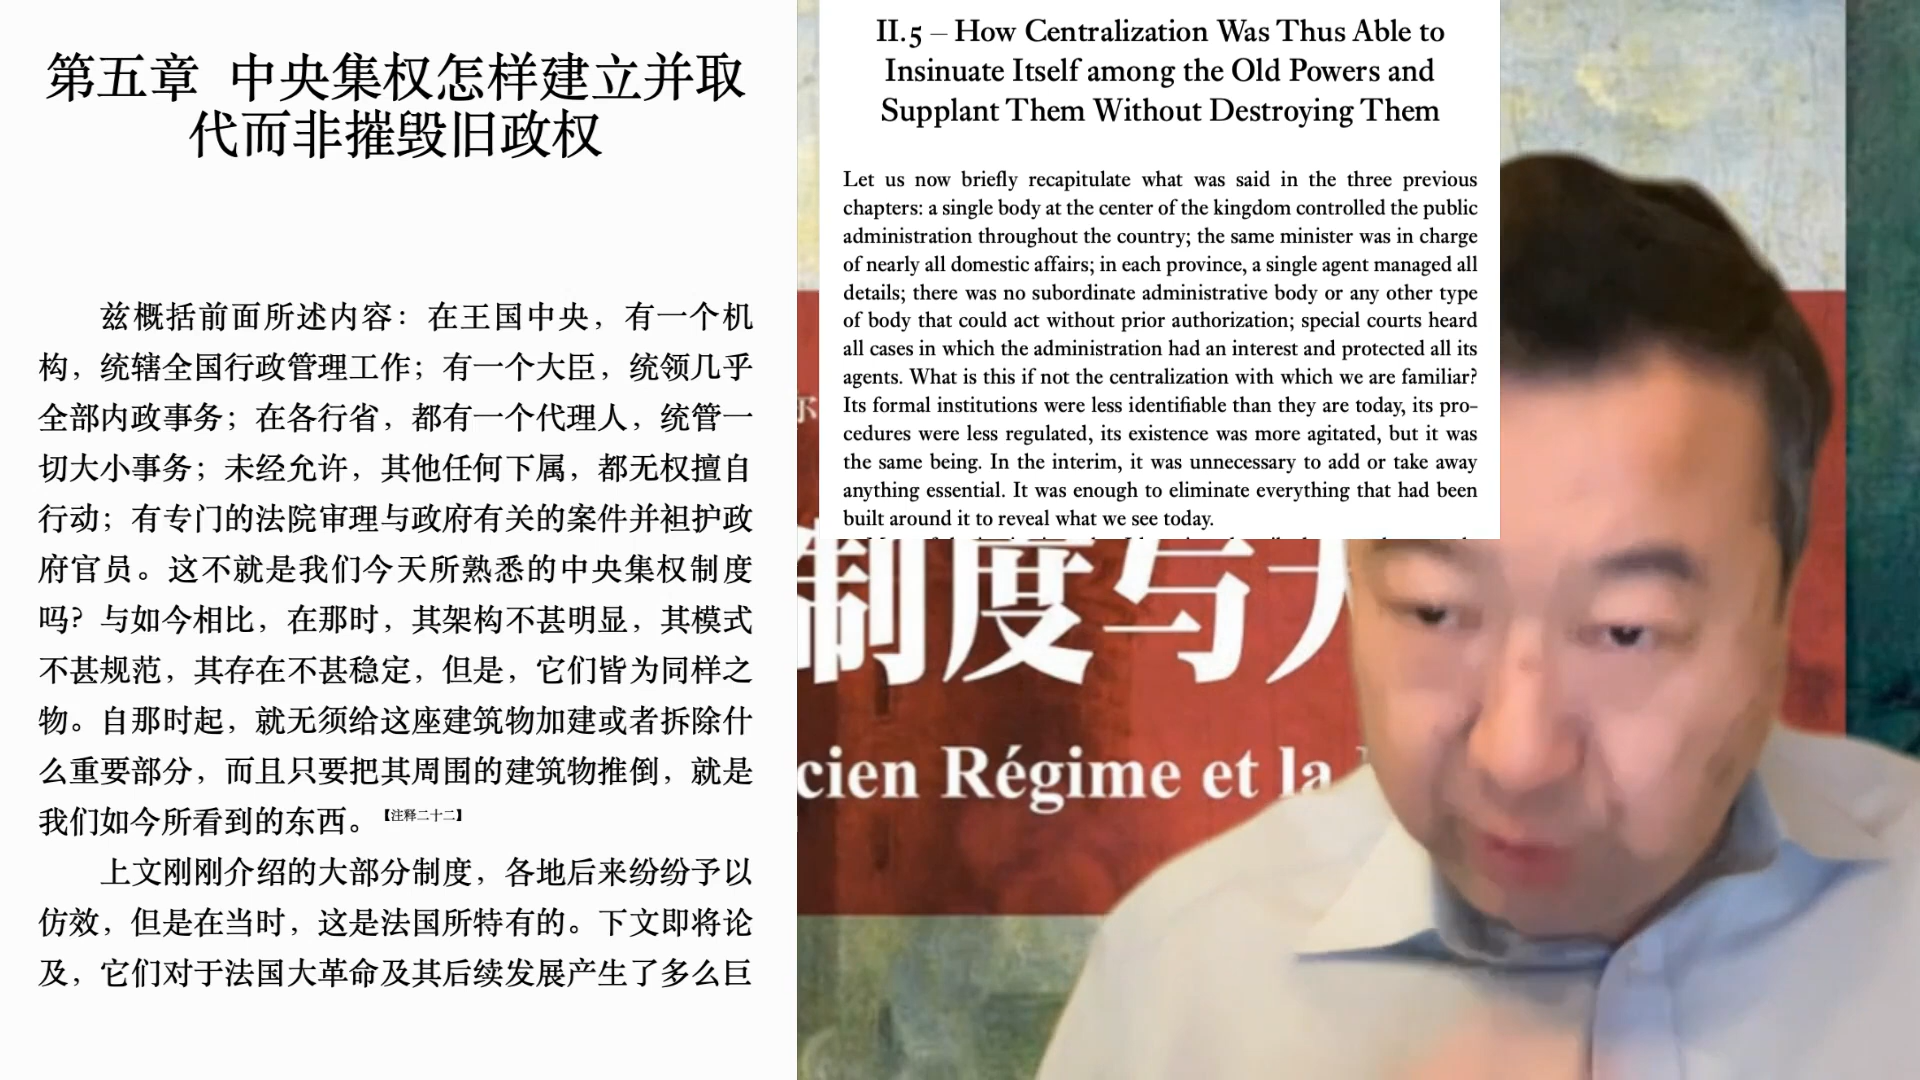 第五章 中央集权怎样建立并取
代而非摧毁旧政权
兹概括前面所述内容：在王国中央，有一个机
构，统辖全国行政管理工作；有一个大臣，统领几乎
全部内政事务；在各行省，都有一个代理人，统管一
切大小事务；未经允许，其他任何下属，都无权擅自
行动；有专门的法院审理与政府有关的案件并袒护政
府官员。这不就是我们今天所熟悉的中央集权制度
吗？与如今相比，在那时，其架构不甚明显，其模式
不甚规范，其存在不甚稳定，但是，它们皆为同样之
物。自那时起，就无须给这座建筑物加建或者拆除什
么重要部分，而且只要把其周围的建筑物推倒，就是
我们如今所看到的东西。【注释二十二】
上文刚刚介绍的大部分制度，各地后来纷纷予以
仿效，但是在当时，这是法国所特有的。下文即将论
及，它们对于法国大革命及其后续发展产生了多么巨
II.5 – How Centralization Was Thus Able to
Insinuate Itself among the Old Powers and
Supplant Them Without Destroying Them
Let us now briefly recapitulate what was said in the three previous
chapters: a single body at the center of the kingdom controlled the public
administration throughout the country; the same minister was in charge
of nearly all domestic affairs; in each province, a single agent managed all
details; there was no subordinate administrative body or any other type
of body that could act without prior authorization; special courts heard
all cases in which the administration had an interest and protected all its
agents. What is this if not the centralization with which we are familiar?
Its formal institutions were less identifiable than they are today, its pro-
cedures were less regulated, its existence was more agitated, but it was
the same being. In the interim, it was unnecessary to add or take away
anything essential. It was enough to eliminate everything that had been
built around it to reveal what we see today.
尔
制度与大
cien Régime et la